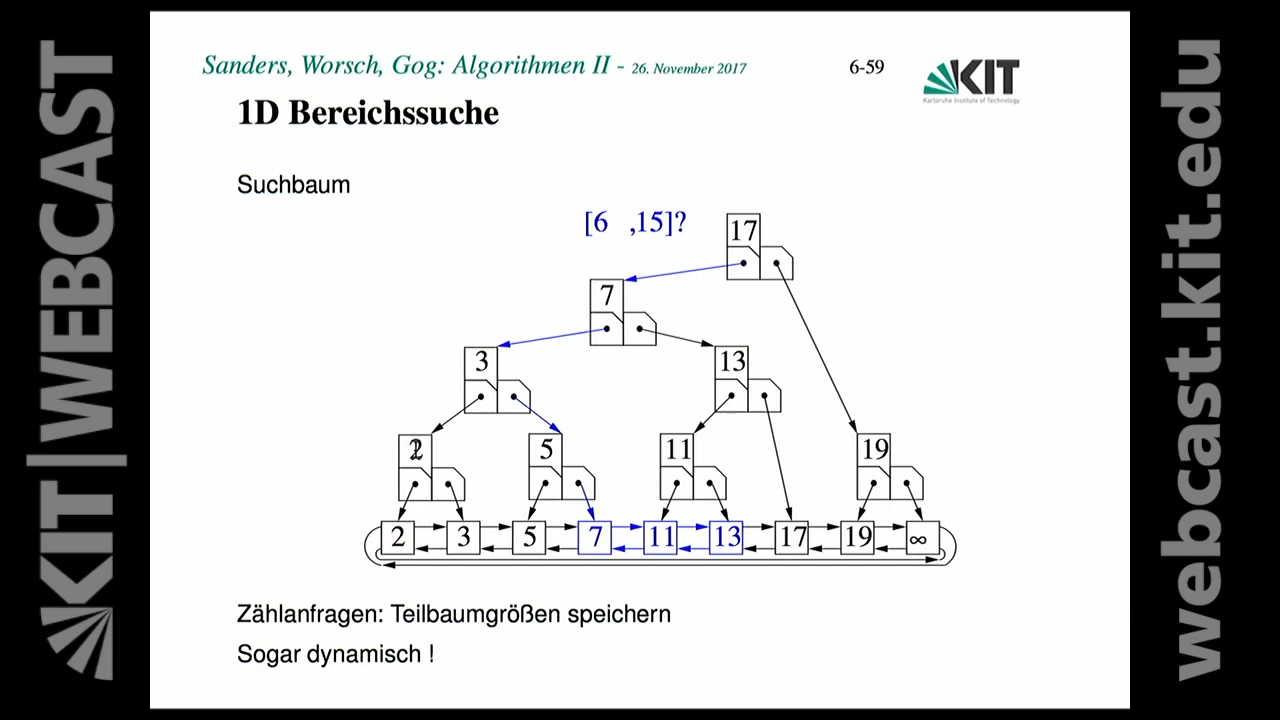 KIT | WEBCAST
Sanders, Worsch, Gog: Algorithmen II - 26. November 2017
6-59
KIT
Karlsruhe Institute of Technology
1D Bereichssuche
Suchbaum
[6 ,15]?
17
7
3
13
2
5
11
19
2
3
5
7
11
13
17
19
∞
Zählanfragen: Teilbaumgrößen speichern
Sogar dynamisch !
webcast.kit.edu